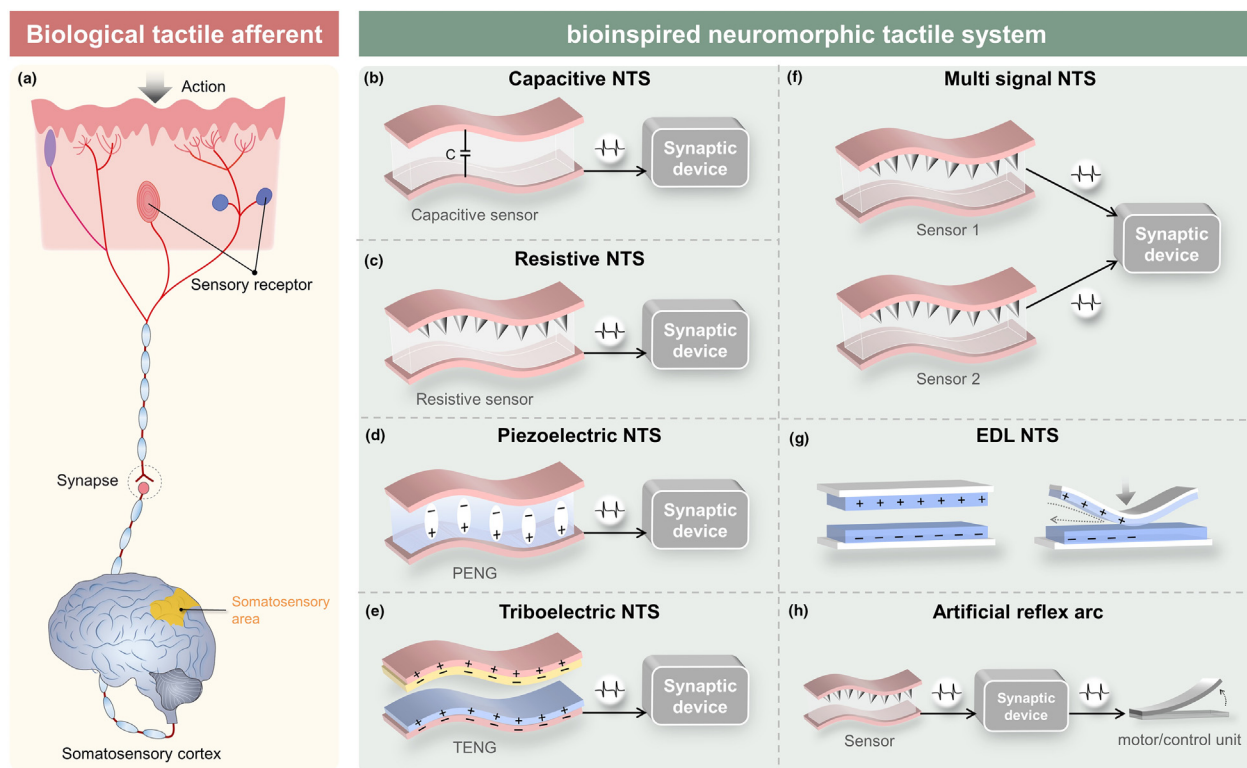 Biological tactile afferent
bioinspired neuromorphic tactile system
(a)
Action
Sensory receptor
Synapse
Somatosensory
area
Somatosensory cortex
(b)
Capacitive NTS
C
Capacitive sensor
Synaptic
device
(c)
Resistive NTS
Resistive sensor
Synaptic
device
(d)
Piezoelectric NTS
- - - - -
+ + + + +
PENG
Synaptic
device
(e)
Triboelectric NTS
+ + + + + +
- - - - - -
+ + + + + +
- - - - - -
TENG
Synaptic
device
(f)
Multi signal NTS
Sensor 1
Sensor 2
Synaptic
device
(g)
EDL NTS
+ + + + + + +
- - - - - - -
+ + + + +
- - - - -
(h)
Artificial reflex arc
Sensor
Synaptic
device
motor/control unit